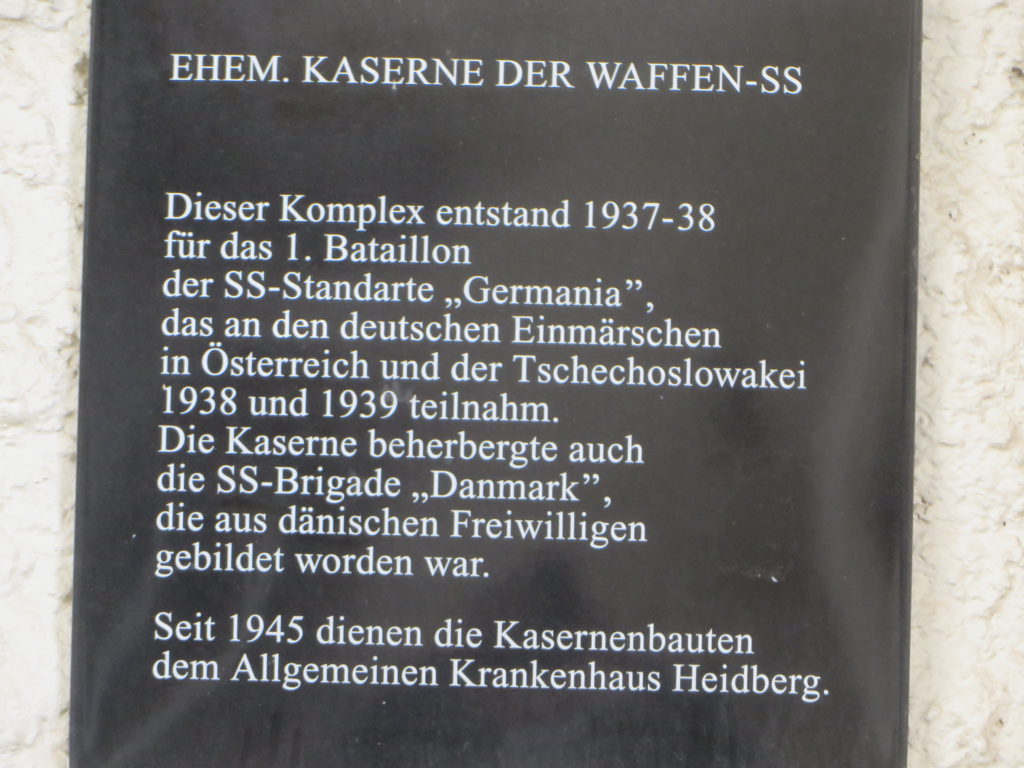 EHEM. KASERNE DER WAFFEN-SS
Dieser Komplex entstand 1937-38
für das 1. Bataillon
der SS-Standarte „Germania”,
das an den deutschen Einmärschen
in Österreich und der Tschechoslowakei
1938 und 1939 teilnahm.
Die Kaserne beherbergte auch
die SS-Brigade „Danmark”,
die aus dänischen Freiwilligen
gebildet worden war.
Seit 1945 dienen die Kasernenbauten
dem Allgemeinen Krankenhaus Heidberg.